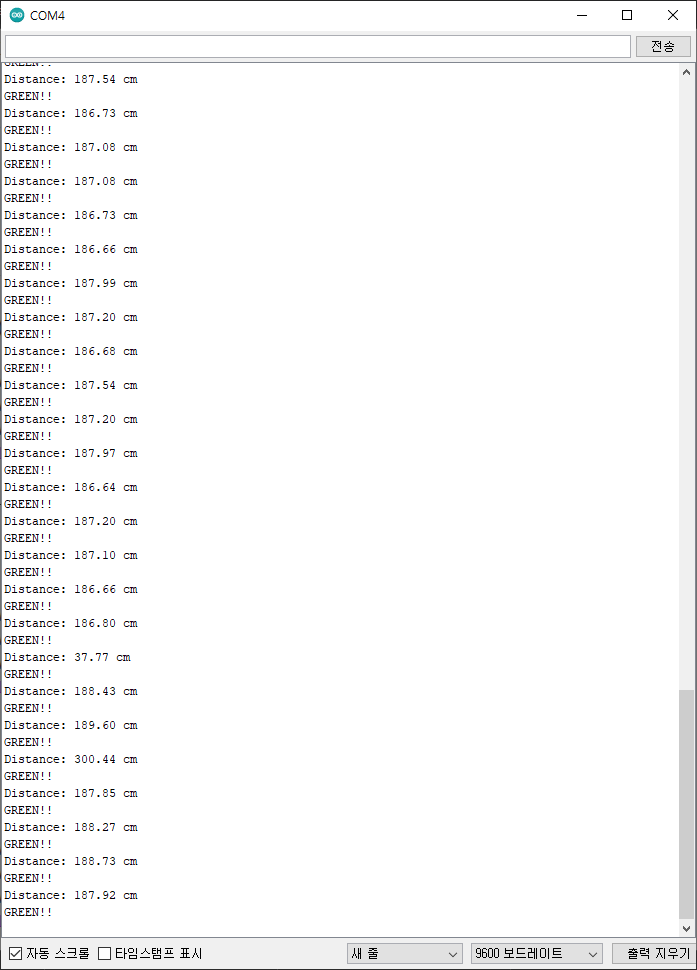 COM4
전송
GREEN!!
Distance: 187.54 cm
GREEN!!
Distance: 186.73 cm
GREEN!!
Distance: 187.08 cm
GREEN!!
Distance: 187.08 cm
GREEN!!
Distance: 186.73 cm
GREEN!!
Distance: 186.66 cm
GREEN!!
Distance: 187.99 cm
GREEN!!
Distance: 187.20 cm
GREEN!!
Distance: 186.68 cm
GREEN!!
Distance: 187.54 cm
GREEN!!
Distance: 187.20 cm
GREEN!!
Distance: 187.97 cm
GREEN!!
Distance: 186.64 cm
GREEN!!
Distance: 187.20 cm
GREEN!!
Distance: 187.10 cm
GREEN!!
Distance: 186.66 cm
GREEN!!
Distance: 186.80 cm
GREEN!!
Distance: 37.77 cm
GREEN!!
Distance: 188.43 cm
GREEN!!
Distance: 189.60 cm
GREEN!!
Distance: 300.44 cm
GREEN!!
Distance: 187.85 cm
GREEN!!
Distance: 188.27 cm
GREEN!!
Distance: 188.73 cm
GREEN!!
Distance: 187.92 cm
GREEN!!
자동 스크롤 타임스탬프 표시 새 줄 9600 보드레이트 출력 지우기